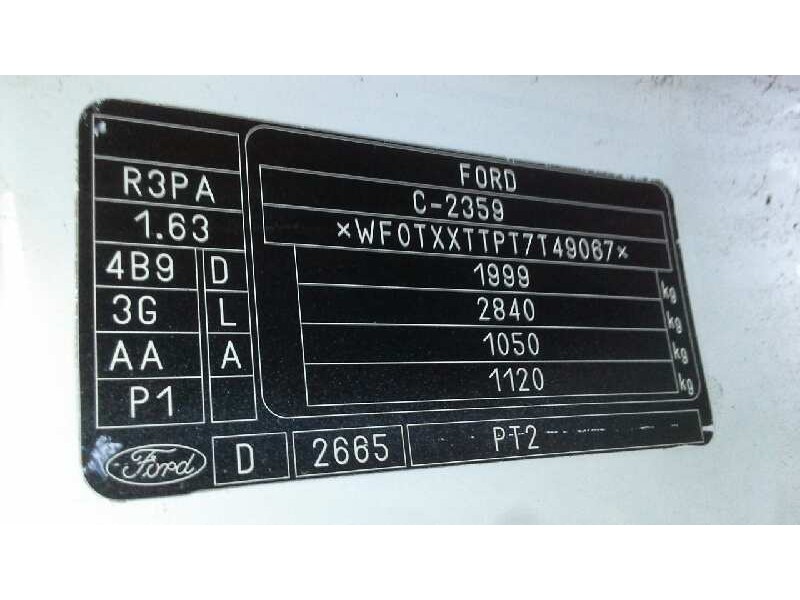 FORD
C-2359
*WF0TXXTTPT7T49067*
1999 kg
2840 kg
1050 kg
1120 kg
R3PA
1.63
4B9 D
3G L
AA A
P1
Ford D 2665 PT2